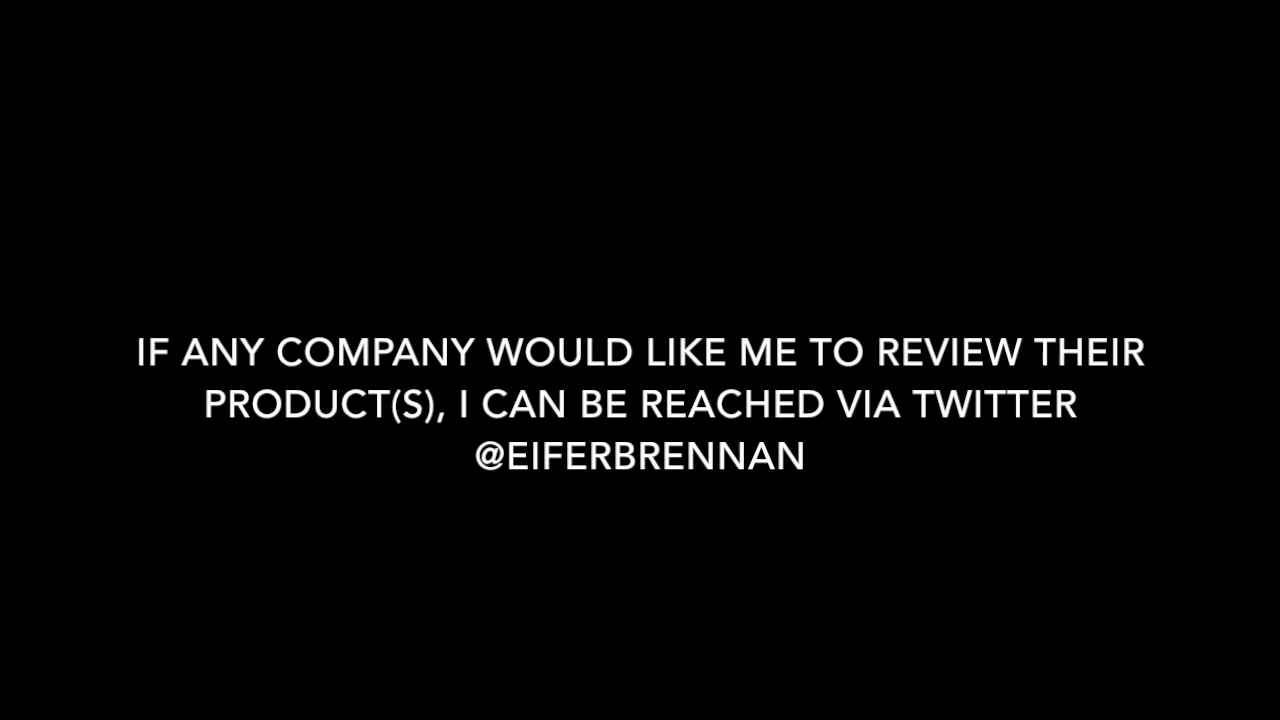 IF ANY COMPANY WOULD LIKE ME TO REVIEW THEIR
PRODUCT(S), I CAN BE REACHED VIA TWITTER
@EIFERBRENNAN